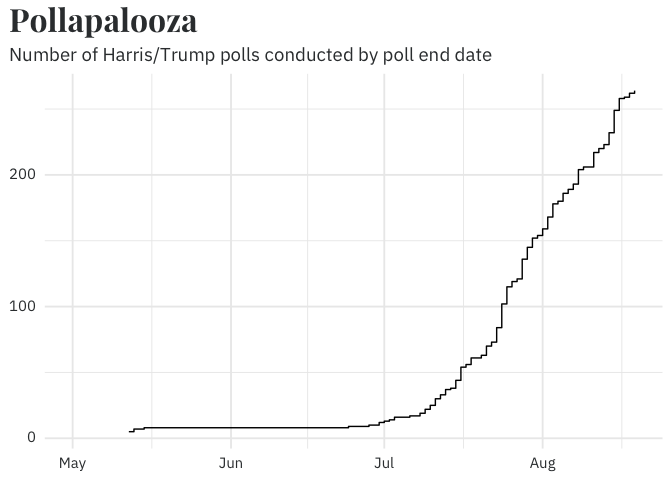 Pollapalooza
Number of Harris/Trump polls conducted by poll end date
200
100
0
May Jun Jul Aug